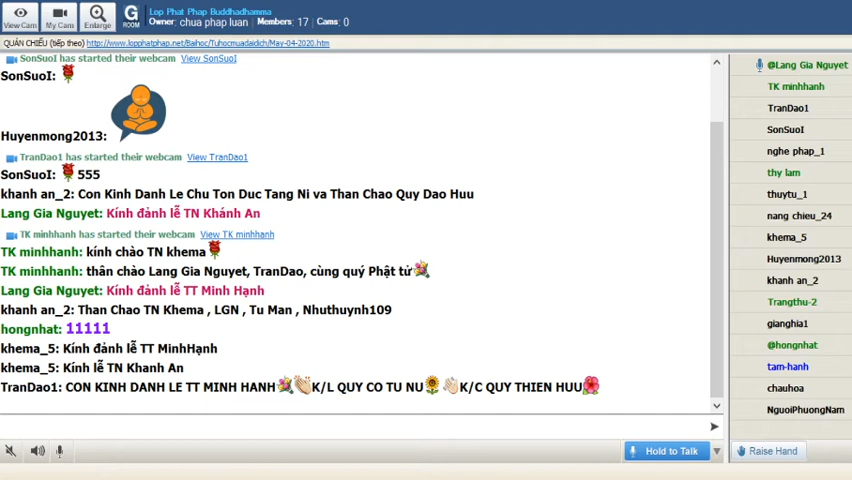 Lop Phat Phap Buddhadhamma
Owner: chua phap luan , Members: 17 , Cams: 0
View Cam
My Cam
Enlarge
G
ROOM
QUÁN CHIẾU (tiếp theo) http://www.lopphatphap.net/Baihoc/Tuhocmuadaidich/May-04-2020.htm
SonSuoI has started their webcam View SonSuoI
SonSuoI:
Huyenmong2013:
TranDao1 has started their webcam View TranDao1
SonSuoI: 555
khanh an_2: Con Kinh Danh Le Chu Ton Duc Tang Ni va Than Chao Quy Dao Huu
Lang Gia Nguyet: Kính đảnh lễ TN Khánh An
TK minhhanh has started their webcam View TK minhhanh
TK minhhanh: kính chào TN khema
TK minhhanh: thân chào Lang Gia Nguyet, TranDao, cùng quý Phật tử
Lang Gia Nguyet: Kính đảnh lễ TT Minh Hạnh
khanh an_2: Than Chao TN Khema , LGN , Tu Man , Nhuthuynh109
hongnhat: 11111
khema_5: Kính đảnh lễ TT MinhHạnh
khema_5: Kính lễ TN Khanh An
TranDao1: CON KINH DANH LE TT MINH HANH K/L QUY CO TU NU K/C QUY THIEN HUU
Hold to Talk
@Lang Gia Nguyet
TK minhhanh
TranDao1
SonSuoI
nghe phap_1
thy lam
thuytu_1
nang chieu_24
khema_5
Huyenmong2013
khanh an_2
Trangthu-2
gianghia1
@hongnhat
tam-hanh
chauhoa
NguoiPhuongNam
Raise Hand